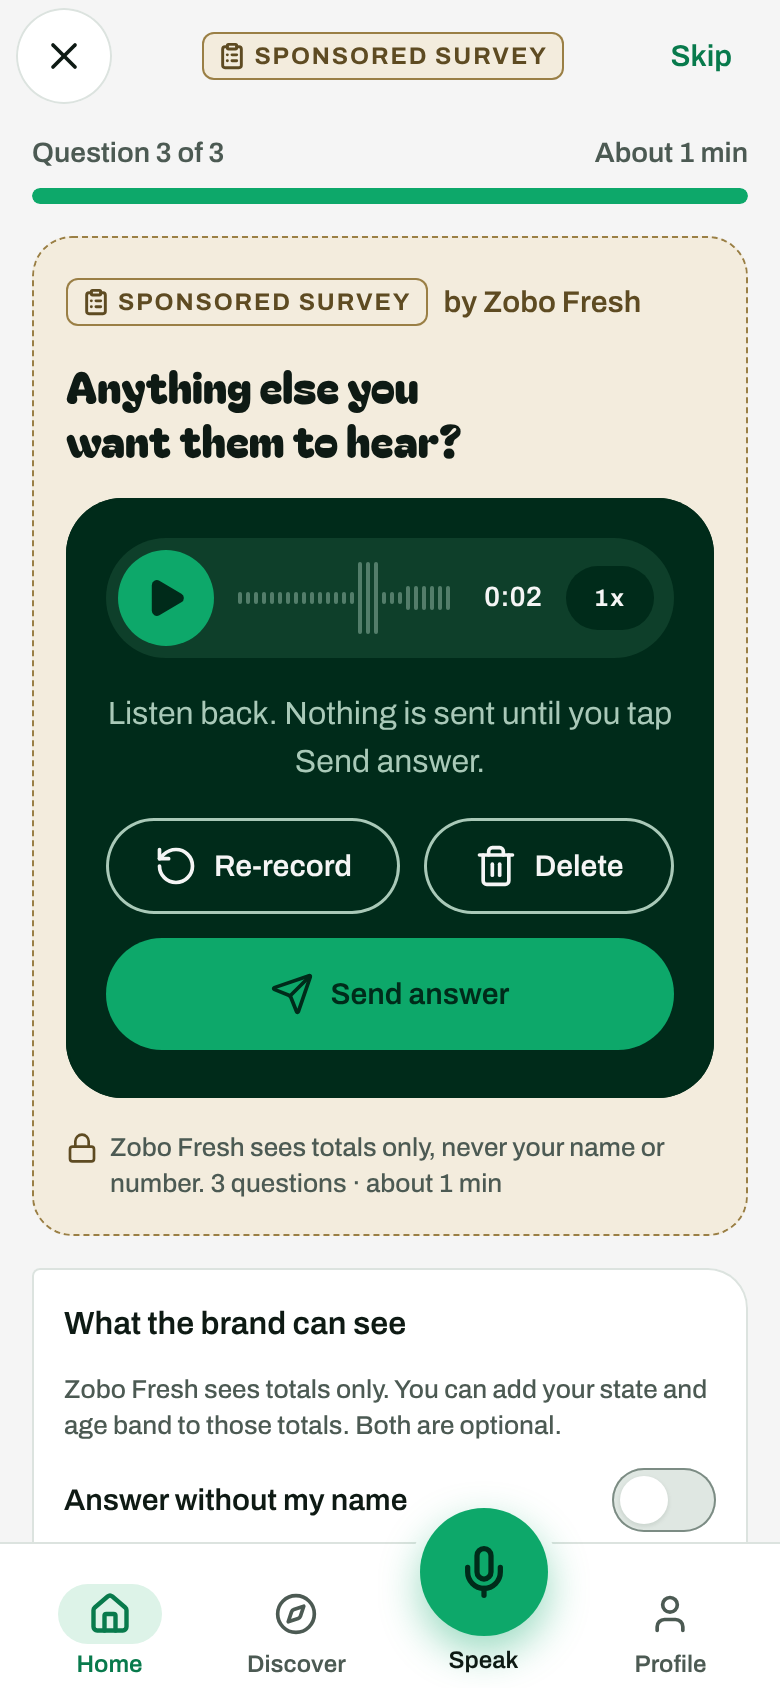 SPONSORED SURVEY
Skip
Question 3 of 3
About 1 min
SPONSORED SURVEY
by Zobo Fresh
Anything else you
want them to hear?
0:02
1x
Listen back. Nothing is sent until you tap
Send answer.
Re-record
Delete
Send answer
Zobo Fresh sees totals only, never your name or
number. 3 questions · about 1 min
What the brand can see
Zobo Fresh sees totals only. You can add your state and
age band to those totals. Both are optional.
Answer without my name
Home
Discover
Speak
Profile